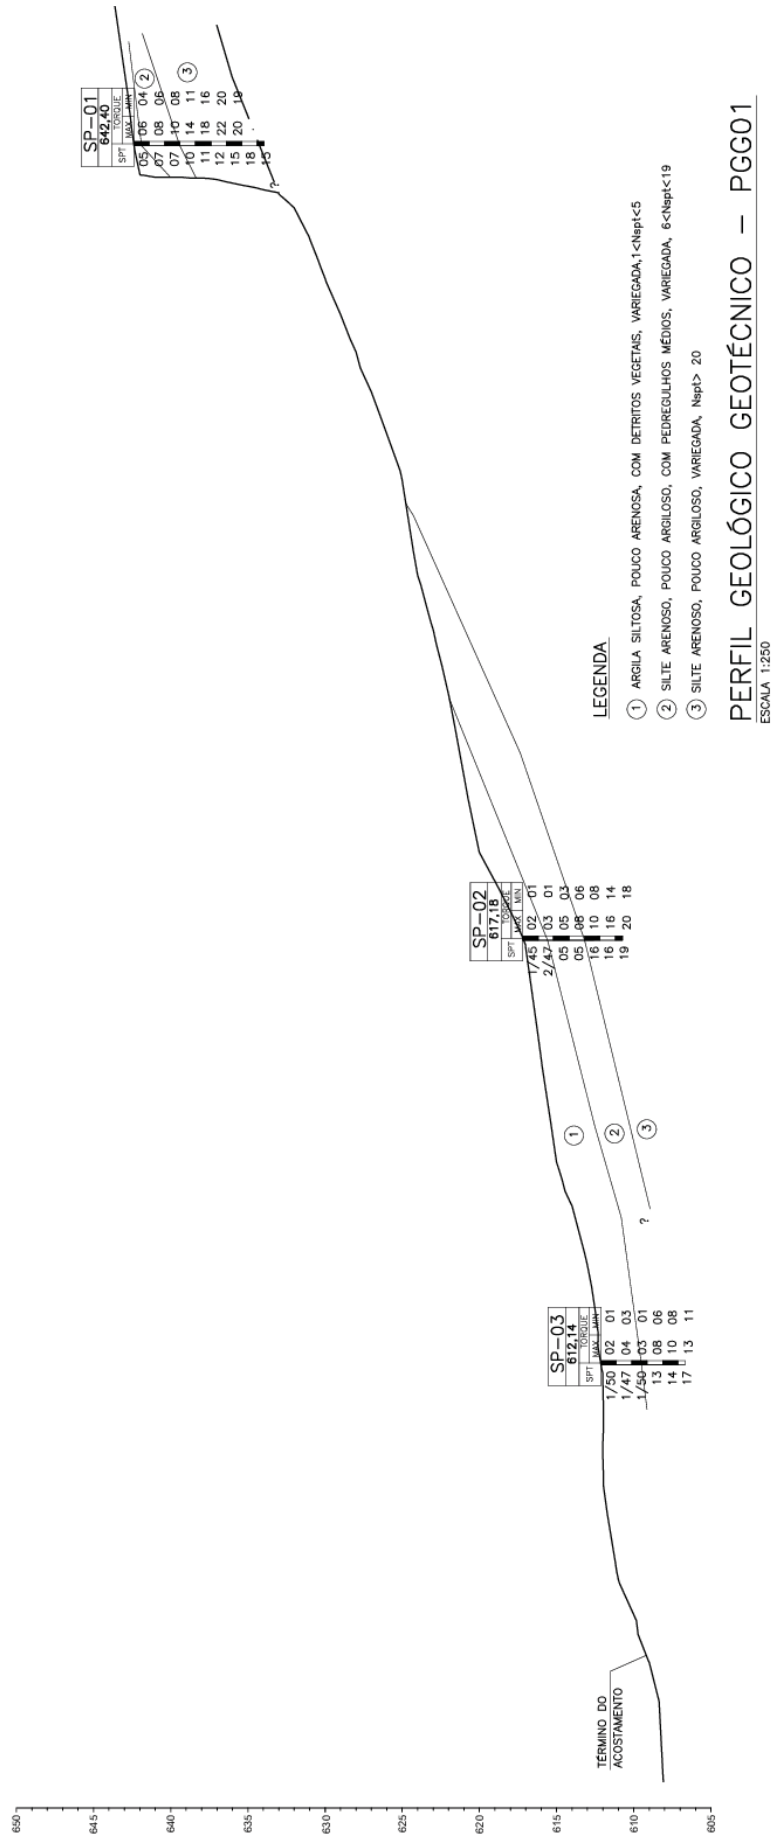 SP-01
642,40
TORQUE
SPT MAX MIN
05 06 04
07 08 06
07 10 08
10 14 11
11 18 16
12 22 20
15 20 19
18
15
2
3
?
SP-02
617,18
TORQUE
SPT MAX MIN
1/45 02 01
2/47 03 01
05 05 03
05 08 06
16 10 08
16 16 14
19 20 18
1
2
3
?
SP-03
612,14
TORQUE
SPT MAX MIN
1/50 02 01
1/47 04 03
1/50 03 01
13 08 06
14 10 08
17 13 11
TÉRMINO DO
ACOSTAMENTO
650
645
640
635
630
625
620
615
610
605
LEGENDA
1 ARGILA SILTOSA, POUCO ARENOSA, COM DETRITOS VEGETAIS, VARIEGADA,1<Nspt<5
2 SILTE ARENOSO, POUCO ARGILOSO, COM PEDREGULHOS MÉDIOS, VARIEGADA, 6<Nspt<19
3 SILTE ARENOSO, POUCO ARGILOSO, VARIEGADA, Nspt> 20
PERFIL GEOLÓGICO GEOTÉCNICO – PGG01
ESCALA 1:250